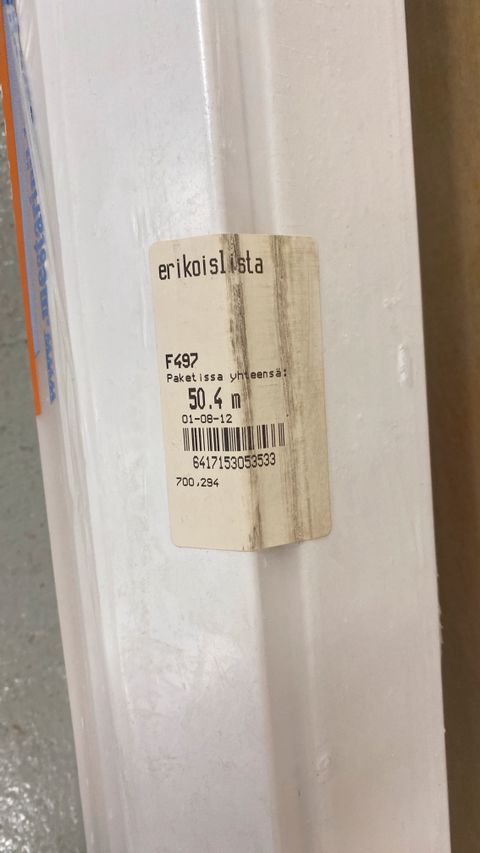 erikoislista
F497
Paketissa yhteensä:
50.4 m
01-08-12
6417153053533
700,294